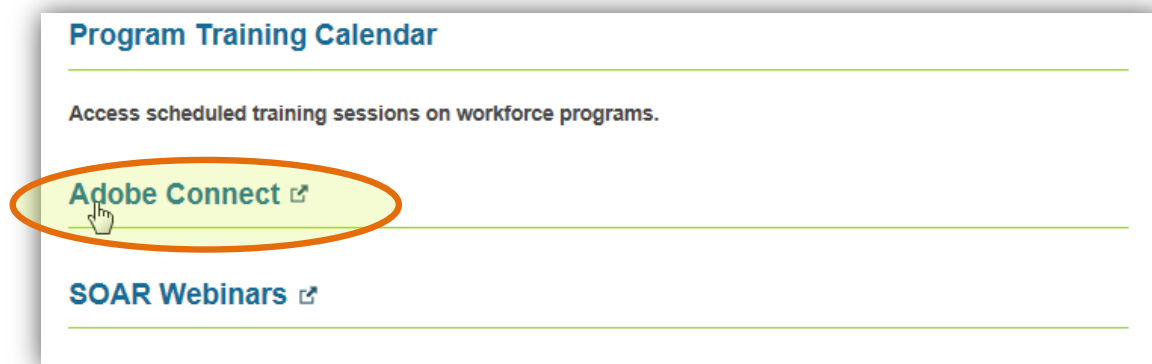 Program Training Calendar
Access scheduled training sessions on workforce programs.
Adobe Connect
SOAR Webinars